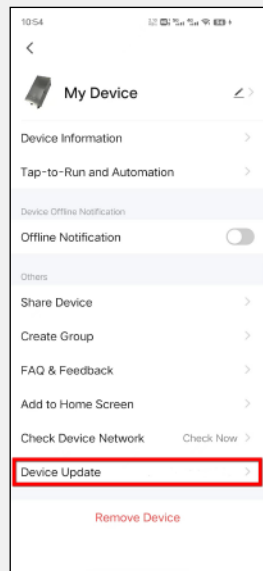 10:54
My Device
Device Information
Tap-to-Run and Automation
Device Offline Notification
Offline Notification
Others
Share Device
Create Group
FAQ & Feedback
Add to Home Screen
Check Device Network Check Now
Device Update
Remove Device